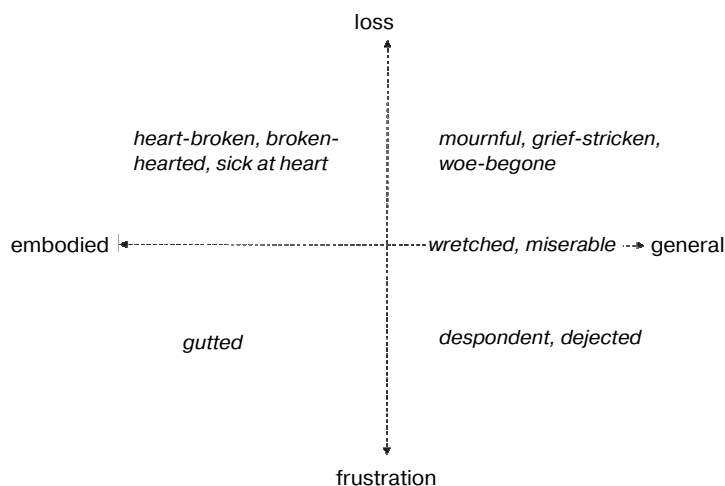 loss
heart-broken, broken-
hearted, sick at heart
mournful, grief-stricken,
woe-begone
embodied
wretched, miserable
general
gutted
despondent, dejected
frustration